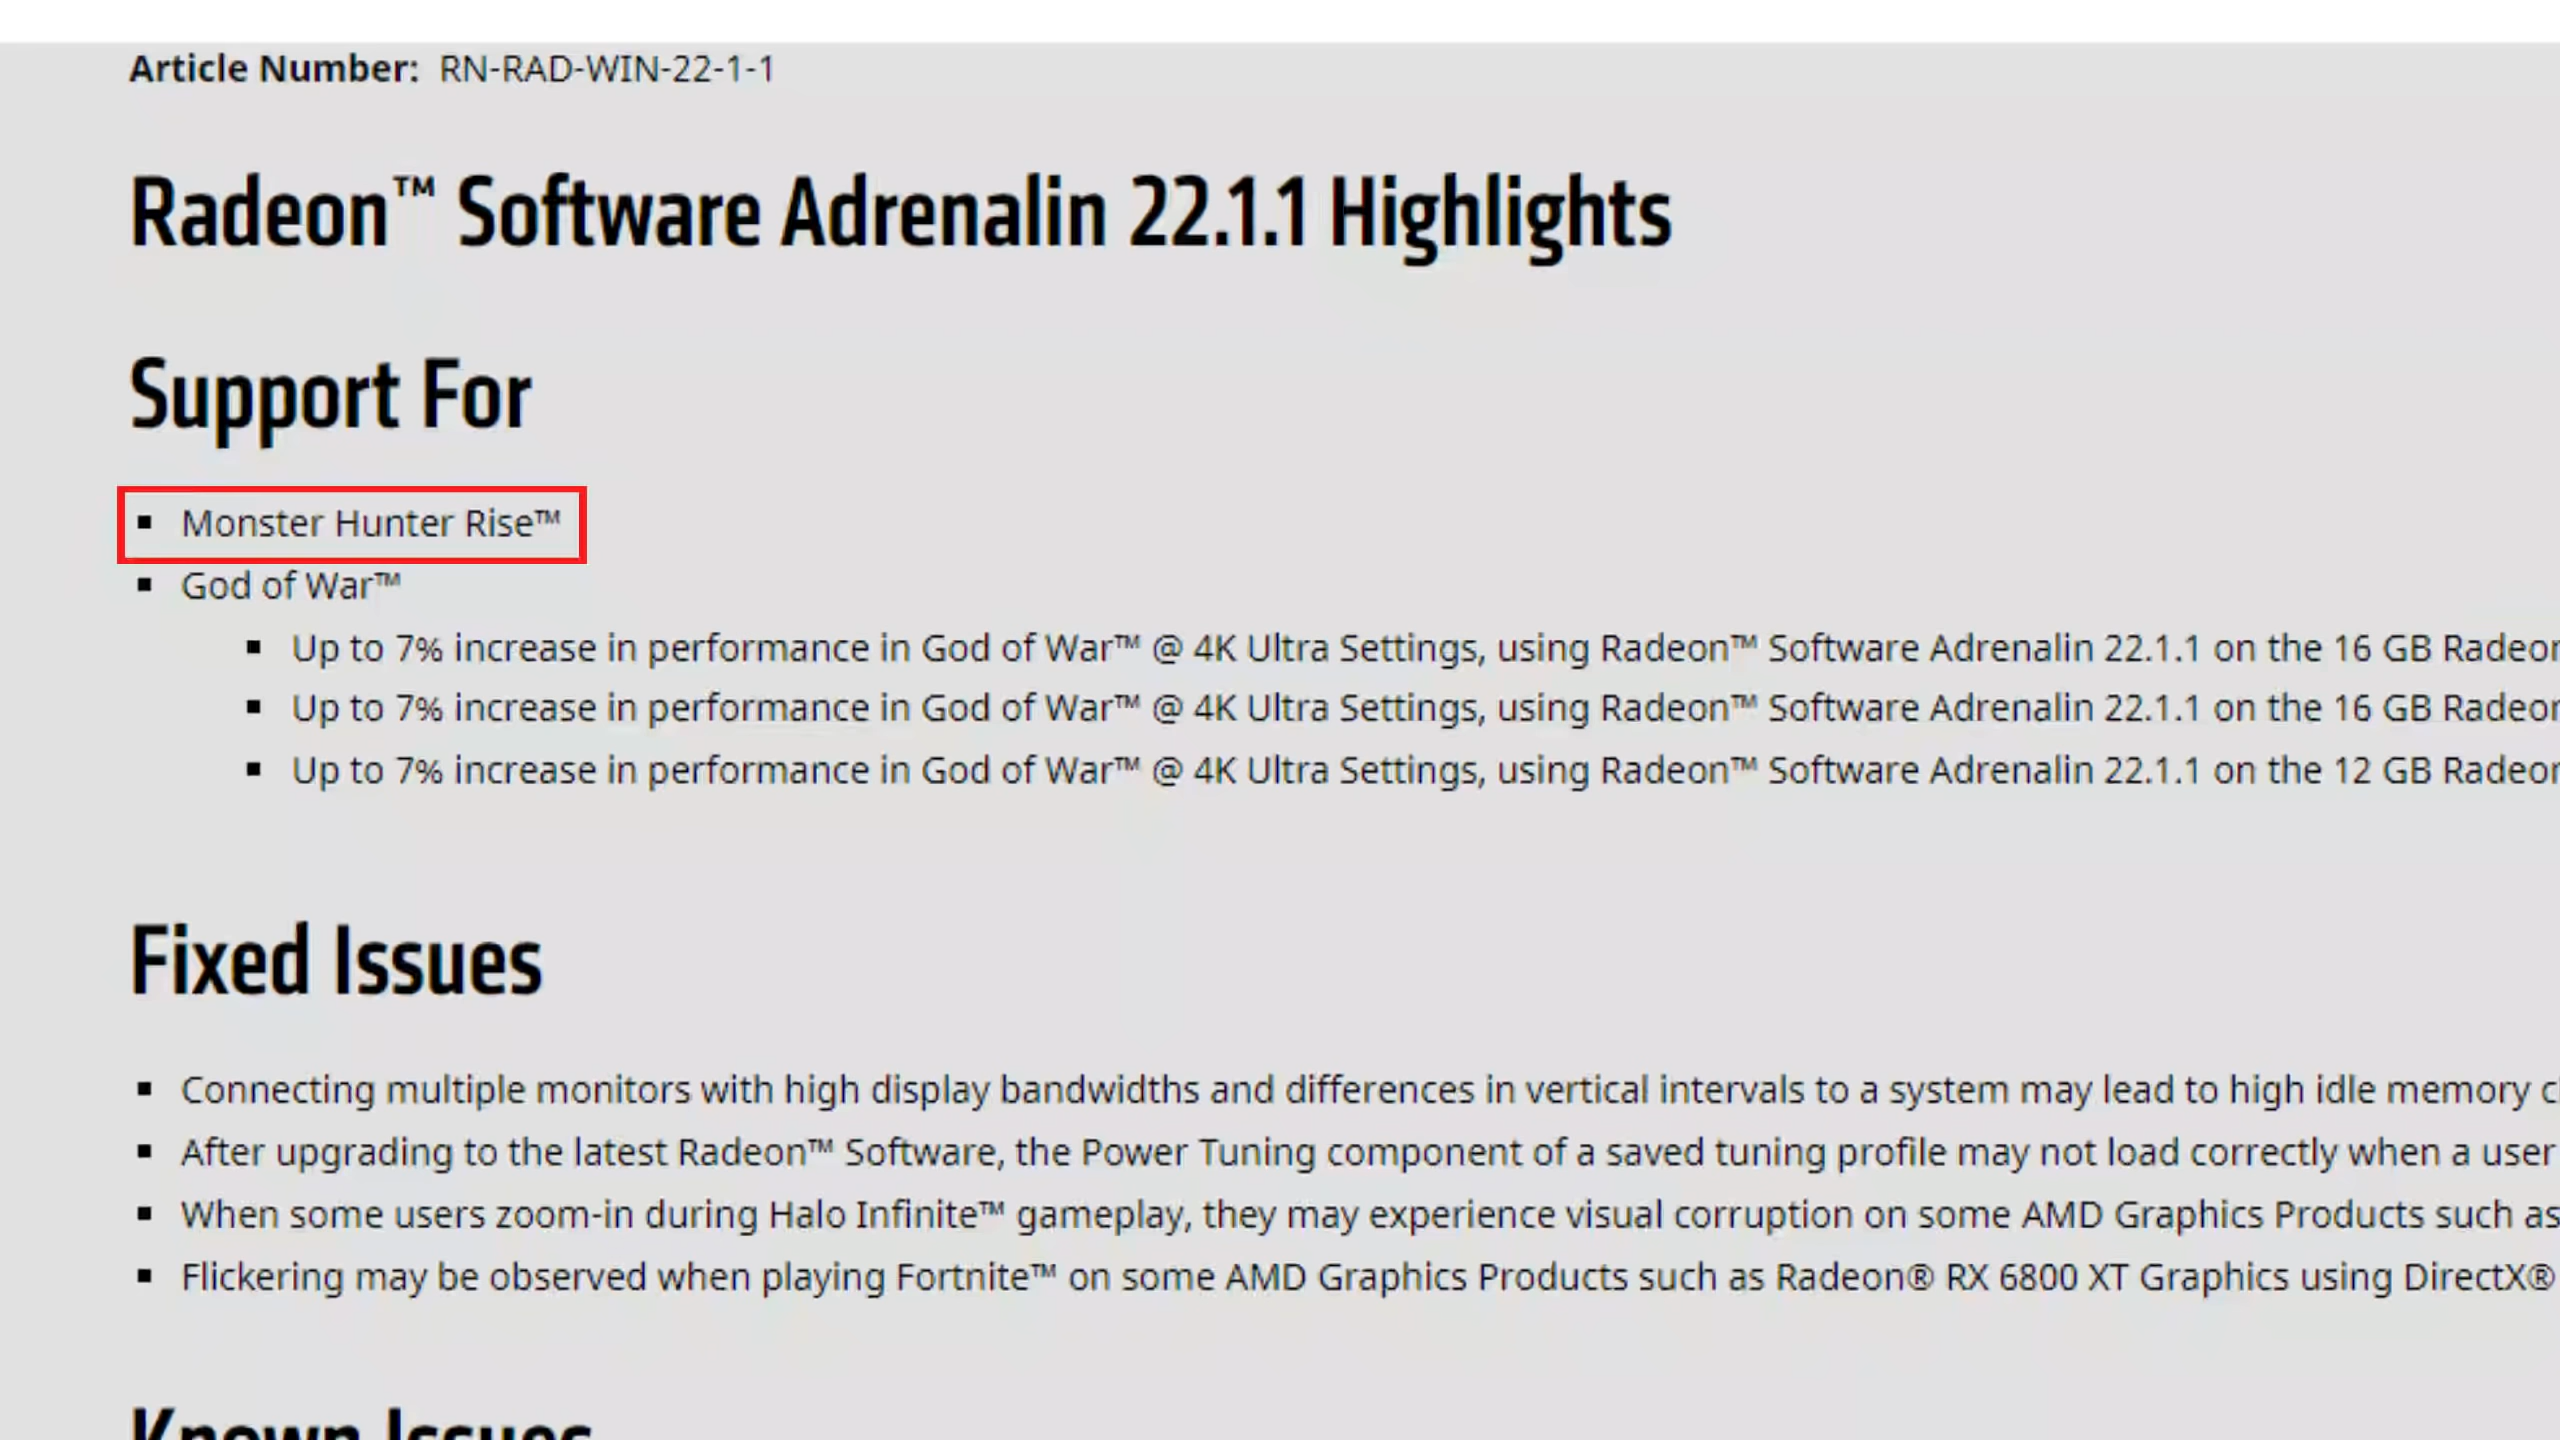 Article Number: RN-RAD-WIN-22-1-1
Radeon™ Software Adrenalin 22.1.1 Highlights
Support For
▪ Monster Hunter Rise™
▪ God of War™
▪ Up to 7% increase in performance in God of War™ @ 4K Ultra Settings, using Radeon™ Software Adrenalin 22.1.1 on the 16 GB Radeon
▪ Up to 7% increase in performance in God of War™ @ 4K Ultra Settings, using Radeon™ Software Adrenalin 22.1.1 on the 16 GB Radeon
▪ Up to 7% increase in performance in God of War™ @ 4K Ultra Settings, using Radeon™ Software Adrenalin 22.1.1 on the 12 GB Radeon
Fixed Issues
▪ Connecting multiple monitors with high display bandwidths and differences in vertical intervals to a system may lead to high idle memory
▪ After upgrading to the latest Radeon™ Software, the Power Tuning component of a saved tuning profile may not load correctly when a user
▪ When some users zoom-in during Halo Infinite™ gameplay, they may experience visual corruption on some AMD Graphics Products such as
▪ Flickering may be observed when playing Fortnite™ on some AMD Graphics Products such as Radeon® RX 6800 XT Graphics using DirectX®
Known Issues